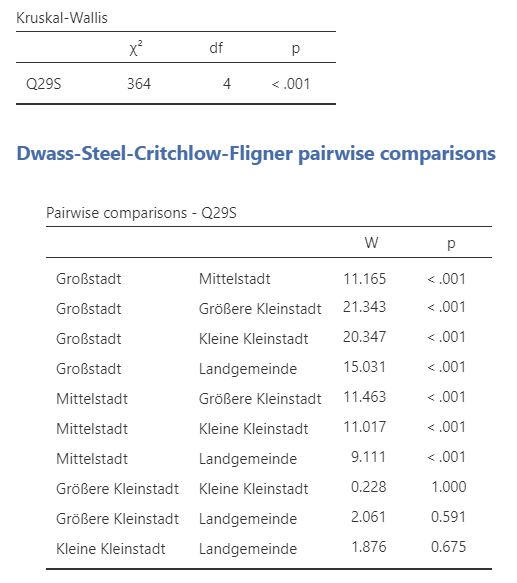 Kruskal-Wallis
χ² df p
Q29S 364 4 < .001
Dwass-Steel-Critchlow-Fligner pairwise comparisons
Pairwise comparisons - Q29S
W p
Großstadt Mittelstadt 11.165 < .001
Großstadt Größere Kleinstadt 21.343 < .001
Großstadt Kleine Kleinstadt 20.347 < .001
Großstadt Landgemeinde 15.031 < .001
Mittelstadt Größere Kleinstadt 11.463 < .001
Mittelstadt Kleine Kleinstadt 11.017 < .001
Mittelstadt Landgemeinde 9.111 < .001
Größere Kleinstadt Kleine Kleinstadt 0.228 1.000
Größere Kleinstadt Landgemeinde 2.061 0.591
Kleine Kleinstadt Landgemeinde 1.876 0.675